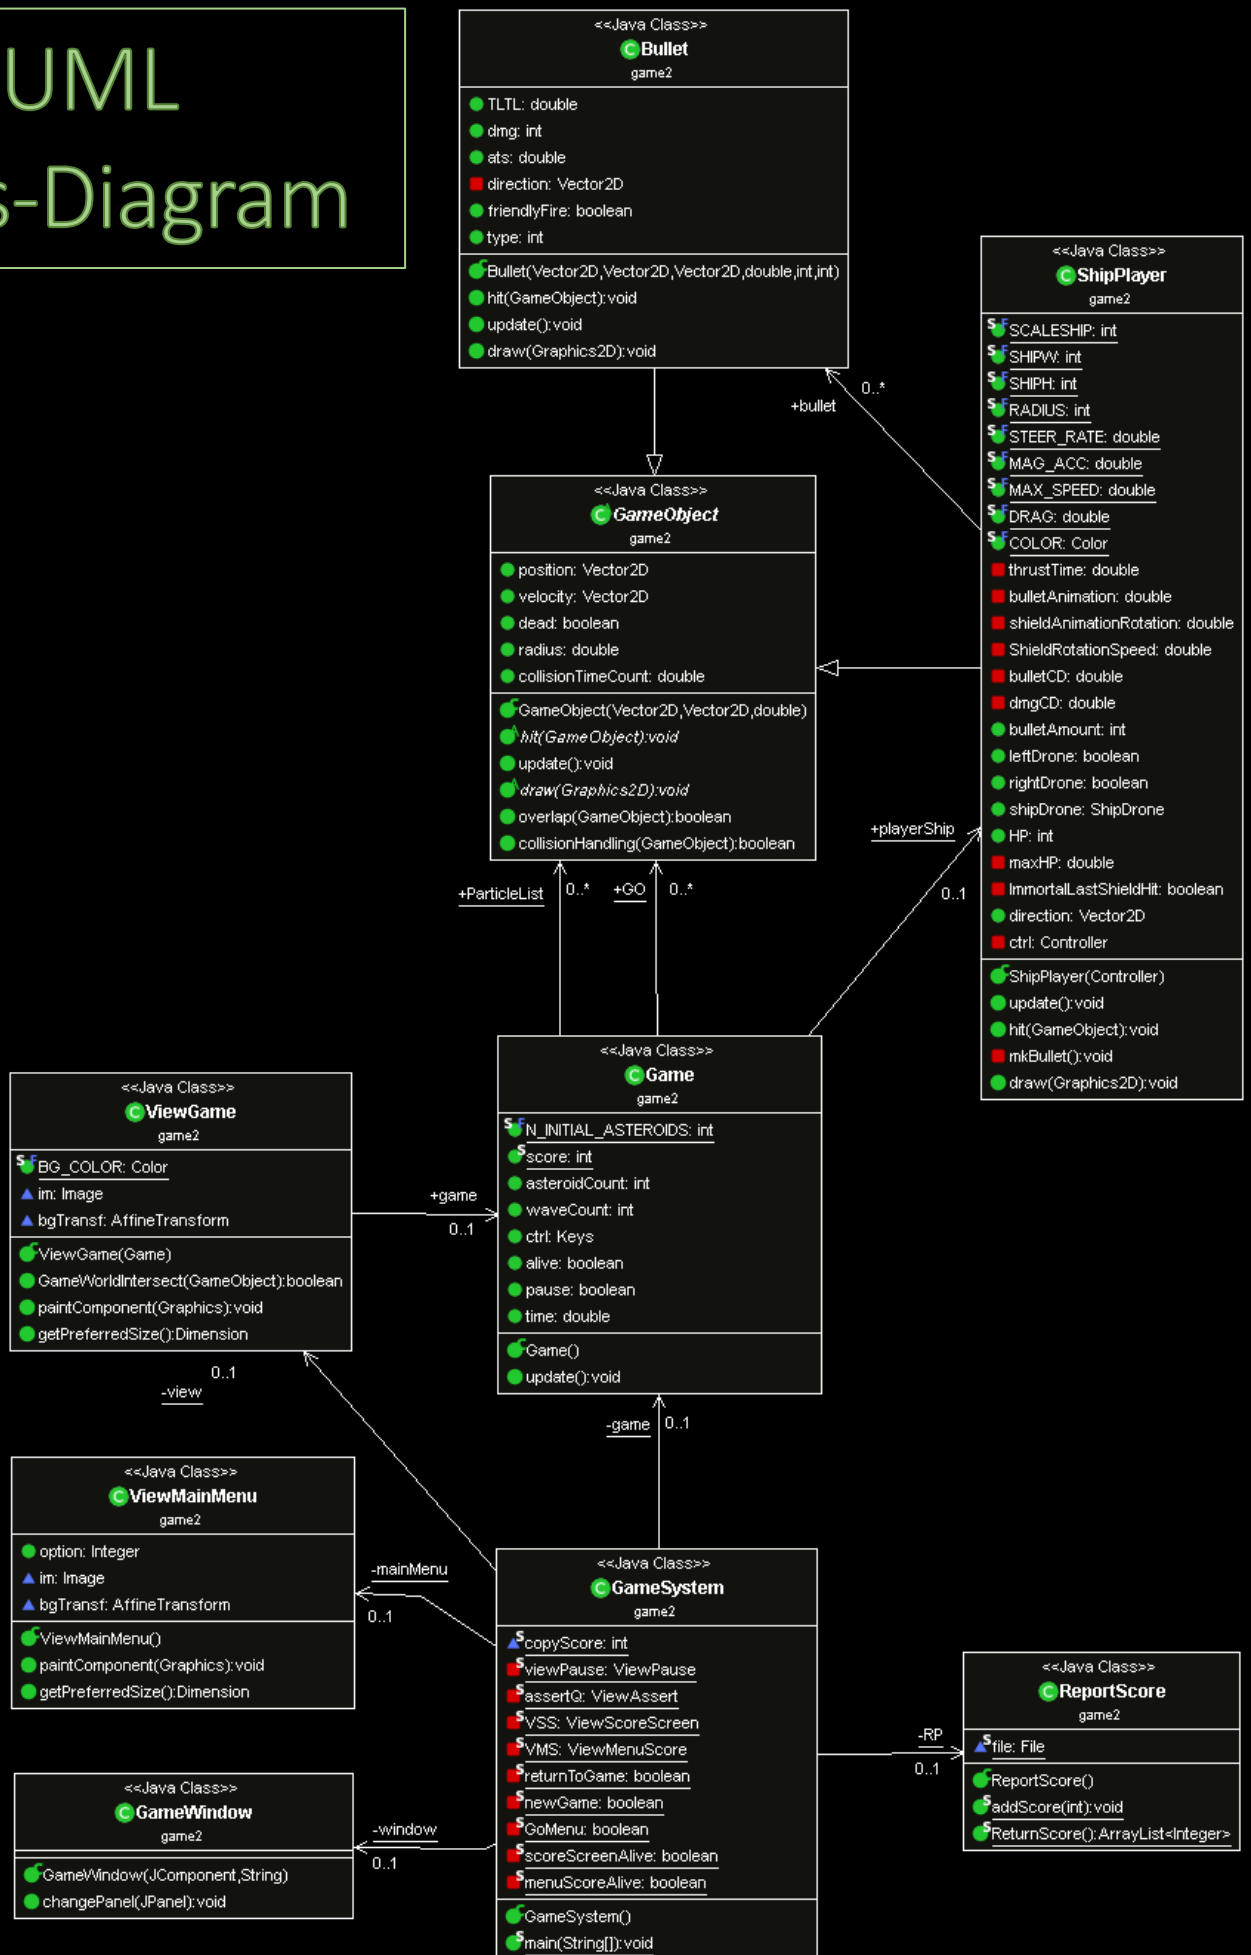 UML
s-Diagram
<<Java Class>>
Bullet
game2
TLTL: double
dmg: int
ats: double
direction: Vector2D
friendlyFire: boolean
type: int
Bullet(Vector2D,Vector2D,Vector2D,double,int,int)
hit(GameObject):void
update():void
draw(Graphics2D):void
<<Java Class>>
ShipPlayer
game2
SCALESHIP: int
SHIPW: int
SHIPH: int
RADIUS: int
STEER_RATE: double
MAG_ACC: double
MAX_SPEED: double
DRAG: double
COLOR: Color
thrustTime: double
bulletAnimation: double
shieldAnimationRotation: double
ShieldRotationSpeed: double
bulletCD: double
dmgCD: double
bulletAmount: int
leftDrone: boolean
rightDrone: boolean
shipDrone: ShipDrone
HP: int
maxHP: double
ImmortalLastShieldHit: boolean
direction: Vector2D
ctrl: Controller
ShipPlayer(Controller)
update():void
hit(GameObject):void
mkBullet():void
draw(Graphics2D):void
+bullet
0..*
<<Java Class>>
GameObject
game2
position: Vector2D
velocity: Vector2D
dead: boolean
radius: double
collisionTimeCount: double
GameObject(Vector2D,Vector2D,double)
hit(GameObject):void
update():void
draw(Graphics2D):void
overlap(GameObject):boolean
collisionHandling(GameObject):boolean
+ParticleList
0..*
+GO
0..*
+playerShip
0..1
<<Java Class>>
Game
game2
N_INITIAL_ASTEROIDS: int
score: int
asteroidCount: int
waveCount: int
ctrl: Keys
alive: boolean
pause: boolean
time: double
Game()
update():void
<<Java Class>>
ViewGame
game2
BG_COLOR: Color
im: Image
bgTransf: AffineTransform
ViewGame(Game)
GameWorldIntersect(GameObject):boolean
paintComponent(Graphics):void
getPreferredSize():Dimension
+game
0..1
0..1
-view
-game
0..1
<<Java Class>>
ViewMainMenu
game2
option: Integer
im: Image
bgTransf: AffineTransform
ViewMainMenu()
paintComponent(Graphics):void
getPreferredSize():Dimension
-mainMenu
0..1
<<Java Class>>
GameSystem
game2
copyScore: int
viewPause: ViewPause
assertQ: ViewAssert
VSS: ViewScoreScreen
VMS: ViewMenuScore
returnToGame: boolean
newGame: boolean
GoMenu: boolean
scoreScreenAlive: boolean
menuScoreAlive: boolean
GameSystem()
main(String[]):void
-RP
0..1
<<Java Class>>
ReportScore
game2
file: File
ReportScore()
addScore(int):void
ReturnScore():ArrayList<Integer>
<<Java Class>>
GameWindow
game2
GameWindow(JComponent,String)
changePanel(JPanel):void
-window
0..1